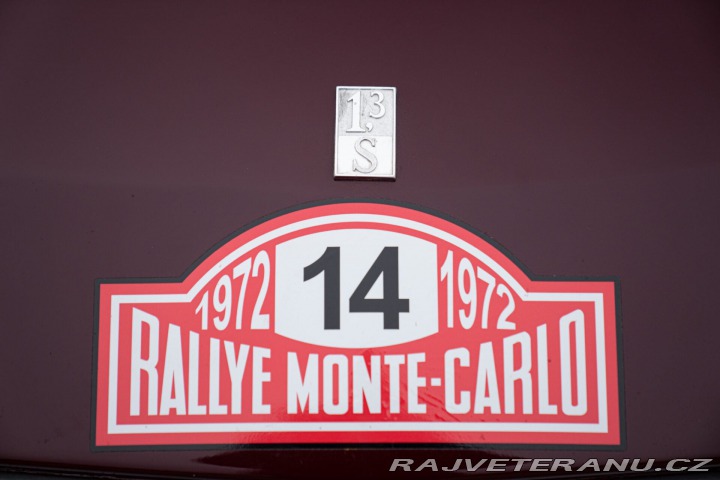 1,3
S
1972 14 1972
RALLYE MONTE-CARLO
RAJVETERANU.CZ